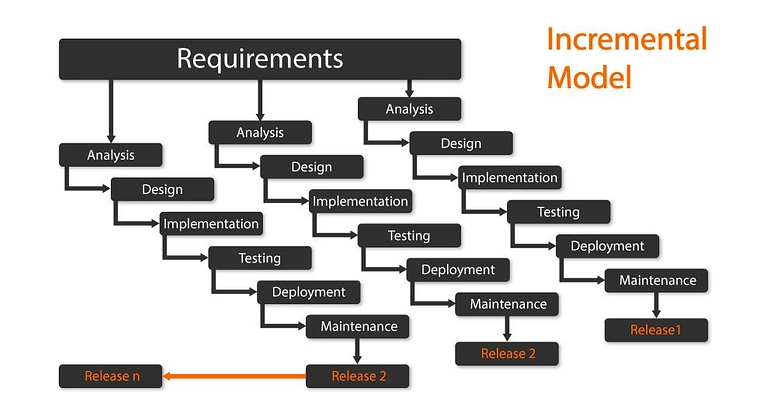 Incremental
Model
Requirements
Analysis
Design
Implementation
Testing
Deployment
Maintenance
Release 2
Release n
Analysis
Design
Implementation
Testing
Deployment
Maintenance
Release 2
Analysis
Design
Implementation
Testing
Deployment
Maintenance
Release1